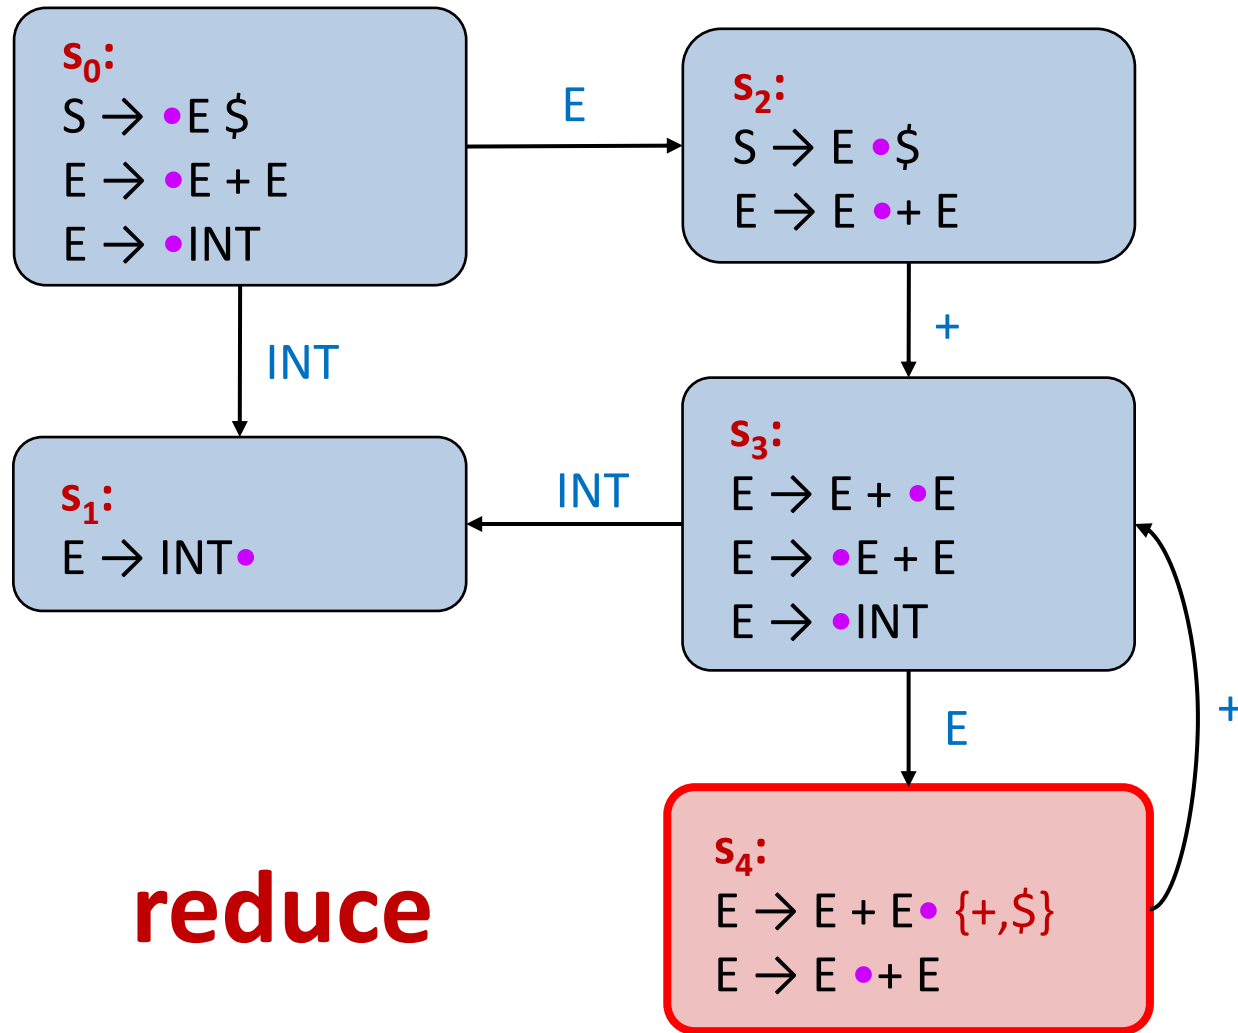 s₀:
S → •E $
E → •E + E
E → •INT
E
s₂:
S → E •$
E → E •+ E
INT
+
s₁:
E → INT•
INT
s₃:
E → E + •E
E → •E + E
E → •INT
E
+
reduce
s₄:
E → E + E• {+,$}
E → E •+ E